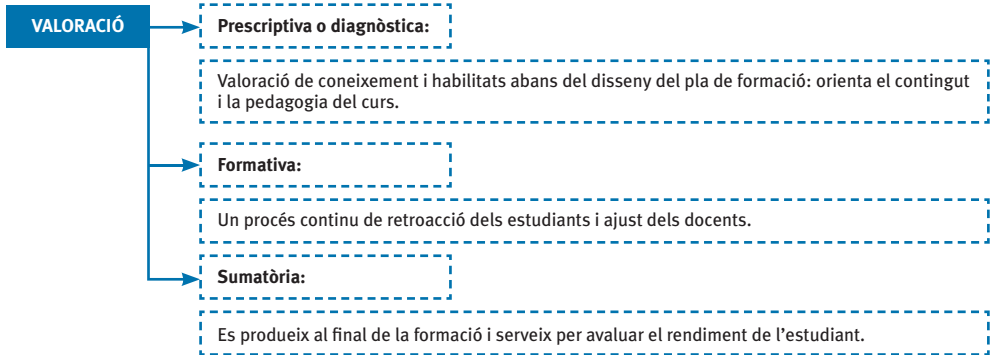 VALORACIÓ
Prescriptiva o diagnòstica:
Valoració de coneixement i habilitats abans del disseny del pla de formació: orienta el contingut
i la pedagogia del curs.
Formativa:
Un procés continu de retroacció dels estudiants i ajust dels docents.
Sumatòria:
Es produeix al final de la formació i serveix per avaluar el rendiment de l’estudiant.